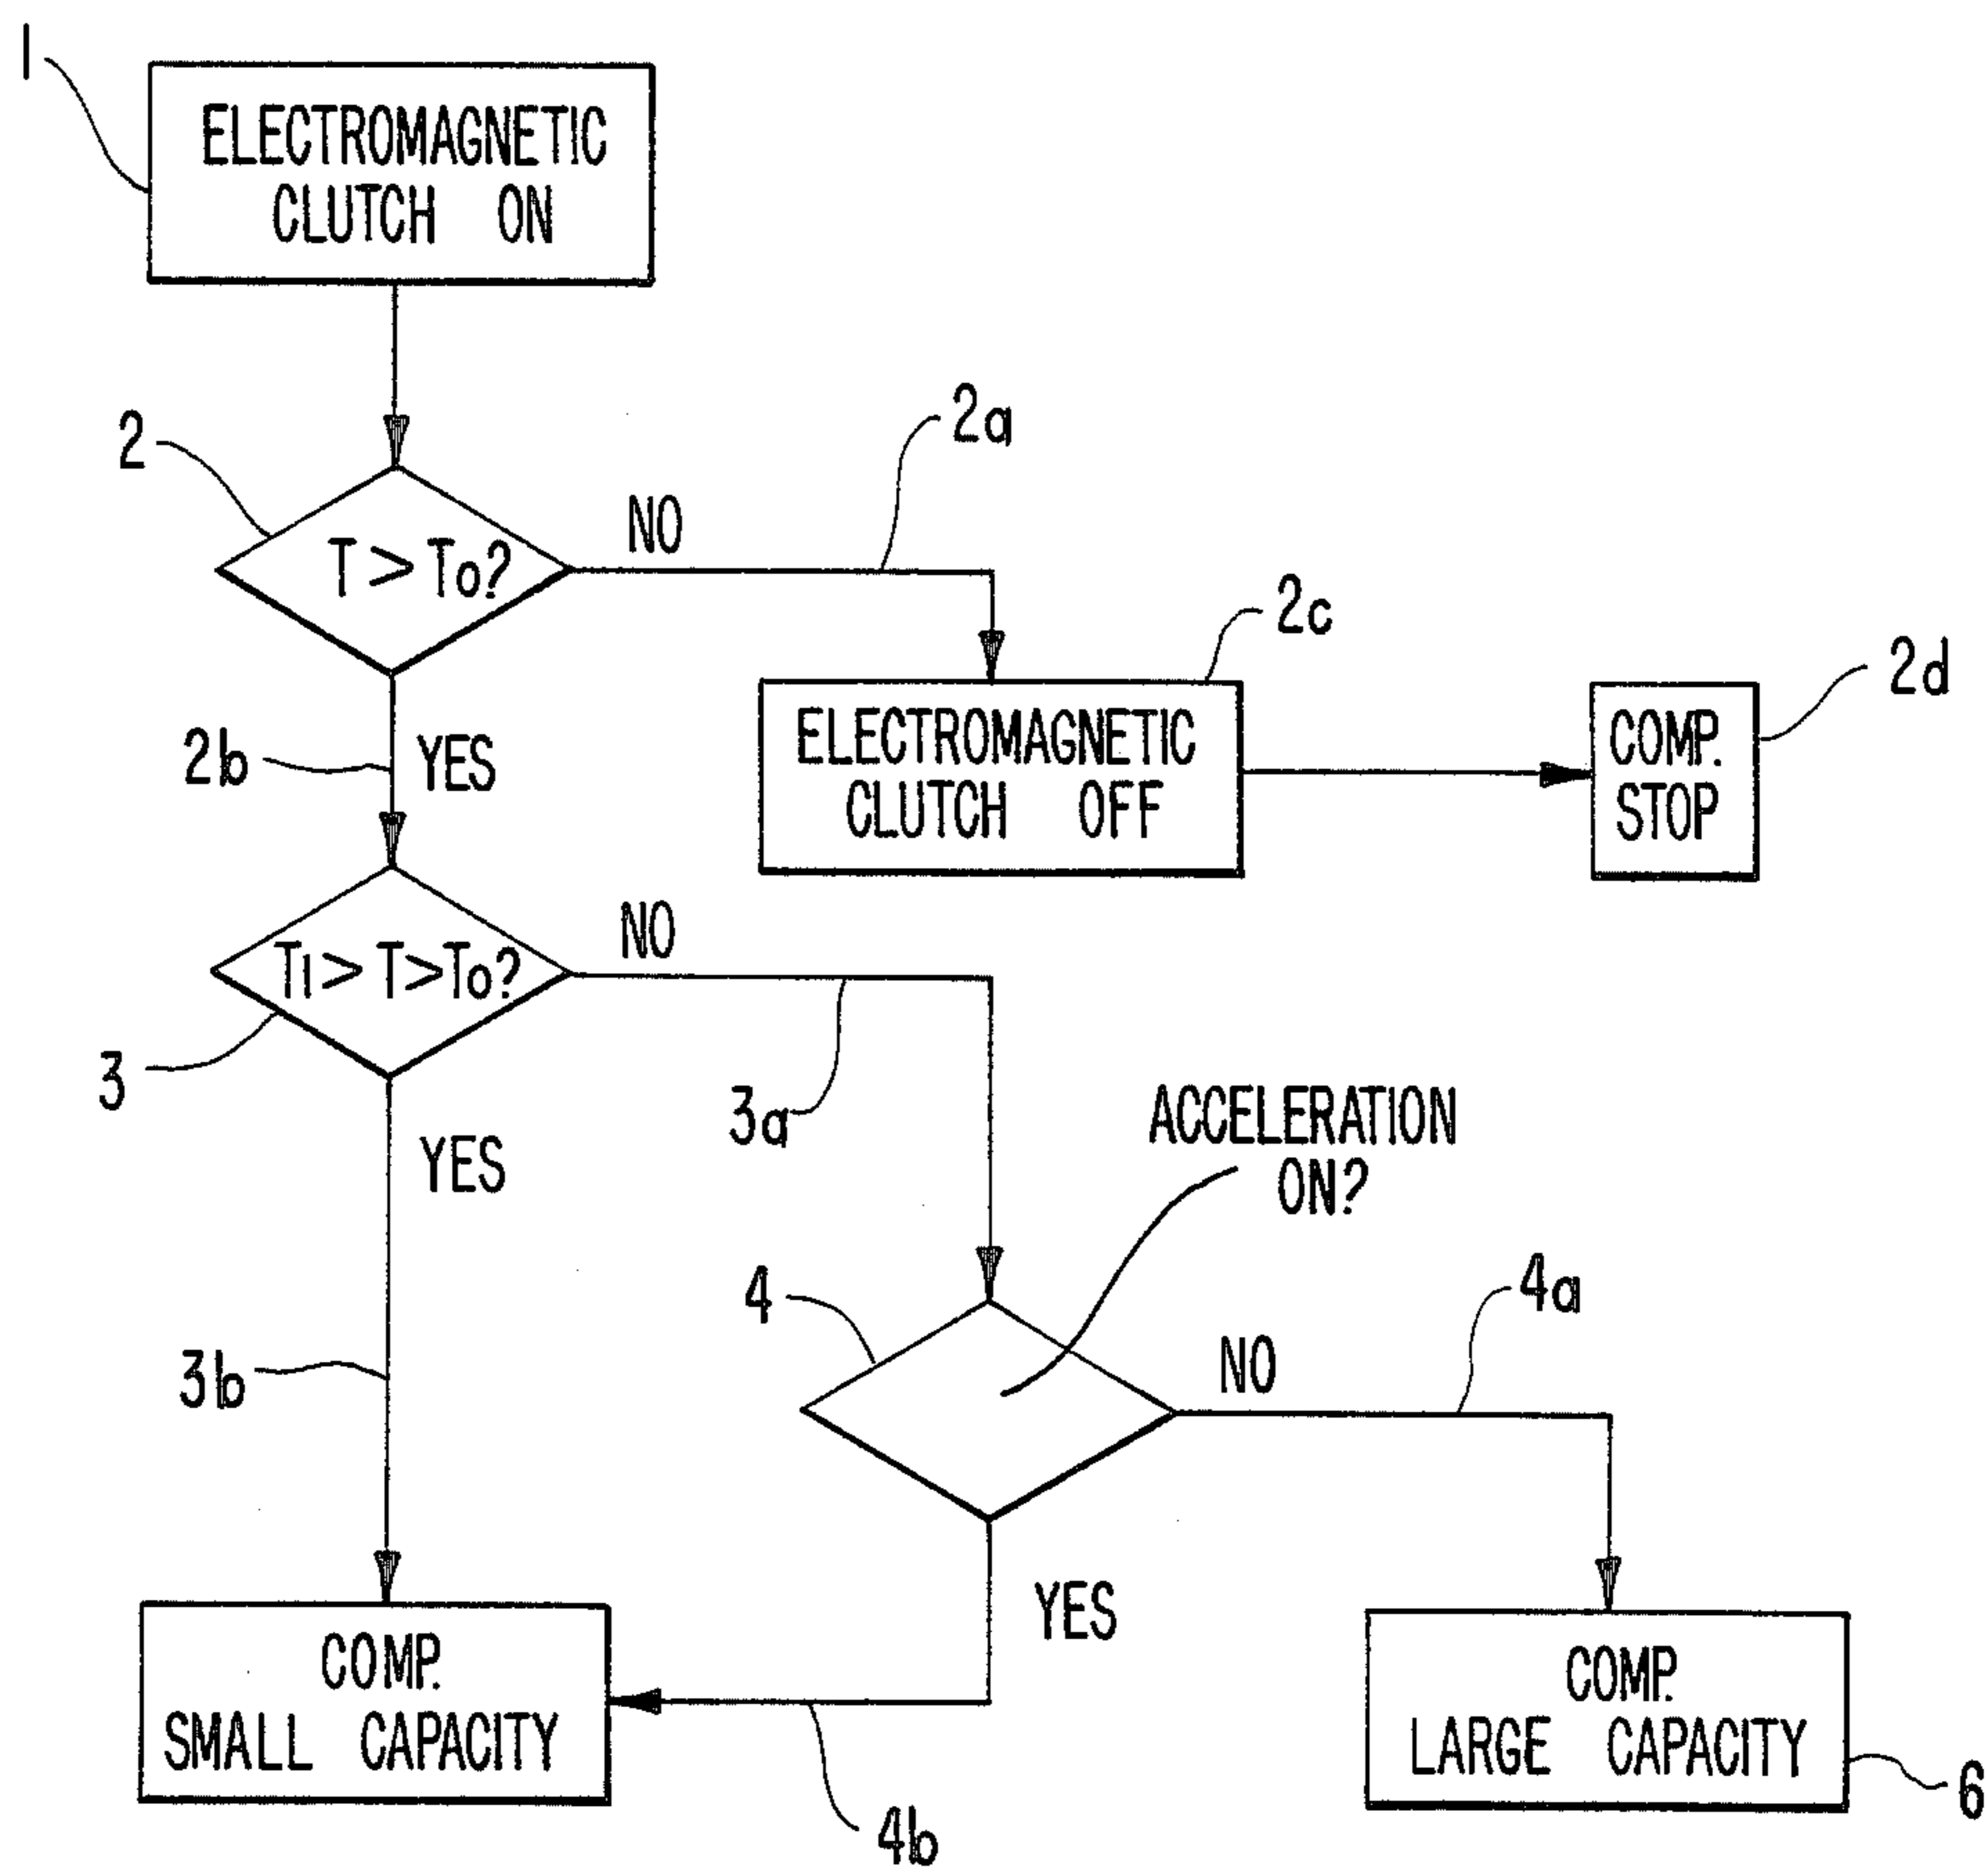 1
ELECTROMAGNETIC
CLUTCH ON
2
T > To?
NO
2a
2c
ELECTROMAGNETIC
CLUTCH OFF
2d
COMP.
STOP
2b
YES
T1 > T > To?
NO
3
3a
YES
ACCELERATION
ON?
4
NO
4a
3b
YES
COMP.
SMALL CAPACITY
4b
COMP.
LARGE CAPACITY
6